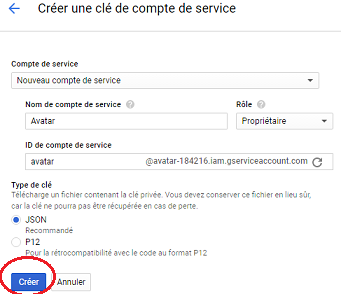 Créer une clé de compte de service
Compte de service
Nouveau compte de service
Nom de compte de service
Rôle
Avatar
Propriétaire
ID de compte de service
avatar
@avatar-184216.iam.gserviceaccount.com
Type de clé
Télécharge un fichier contenant la clé privée. Vous devez conserver ce fichier en lieu sûr,
car la clé ne pourra pas être récupérée en cas de perte.
JSON
Recommandé
P12
Pour la rétrocompatibilité avec le code au format P12
Créer
Annuler